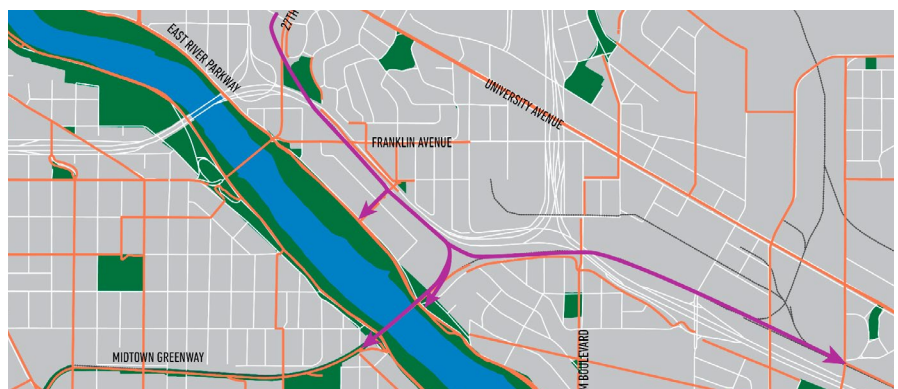 27TH
EAST RIVER PARKWAY
UNIVERSITY AVENUE
FRANKLIN AVENUE
MIDTOWN GREENWAY
M BOULEVARD